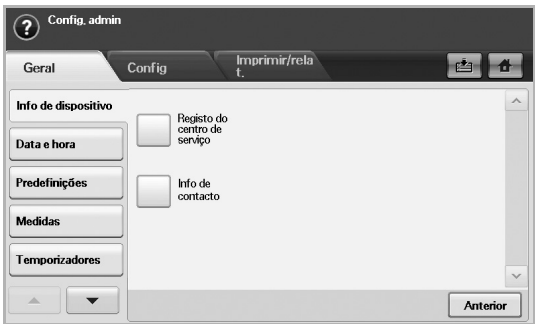 ?
Config. admin
Geral
Config
Imprimir/rela
t.
Info de dispositivo
Data e hora
Predefinições
Medidas
Temporizadores
Registo do
centro de
serviço
Info de
contacto
Anterior